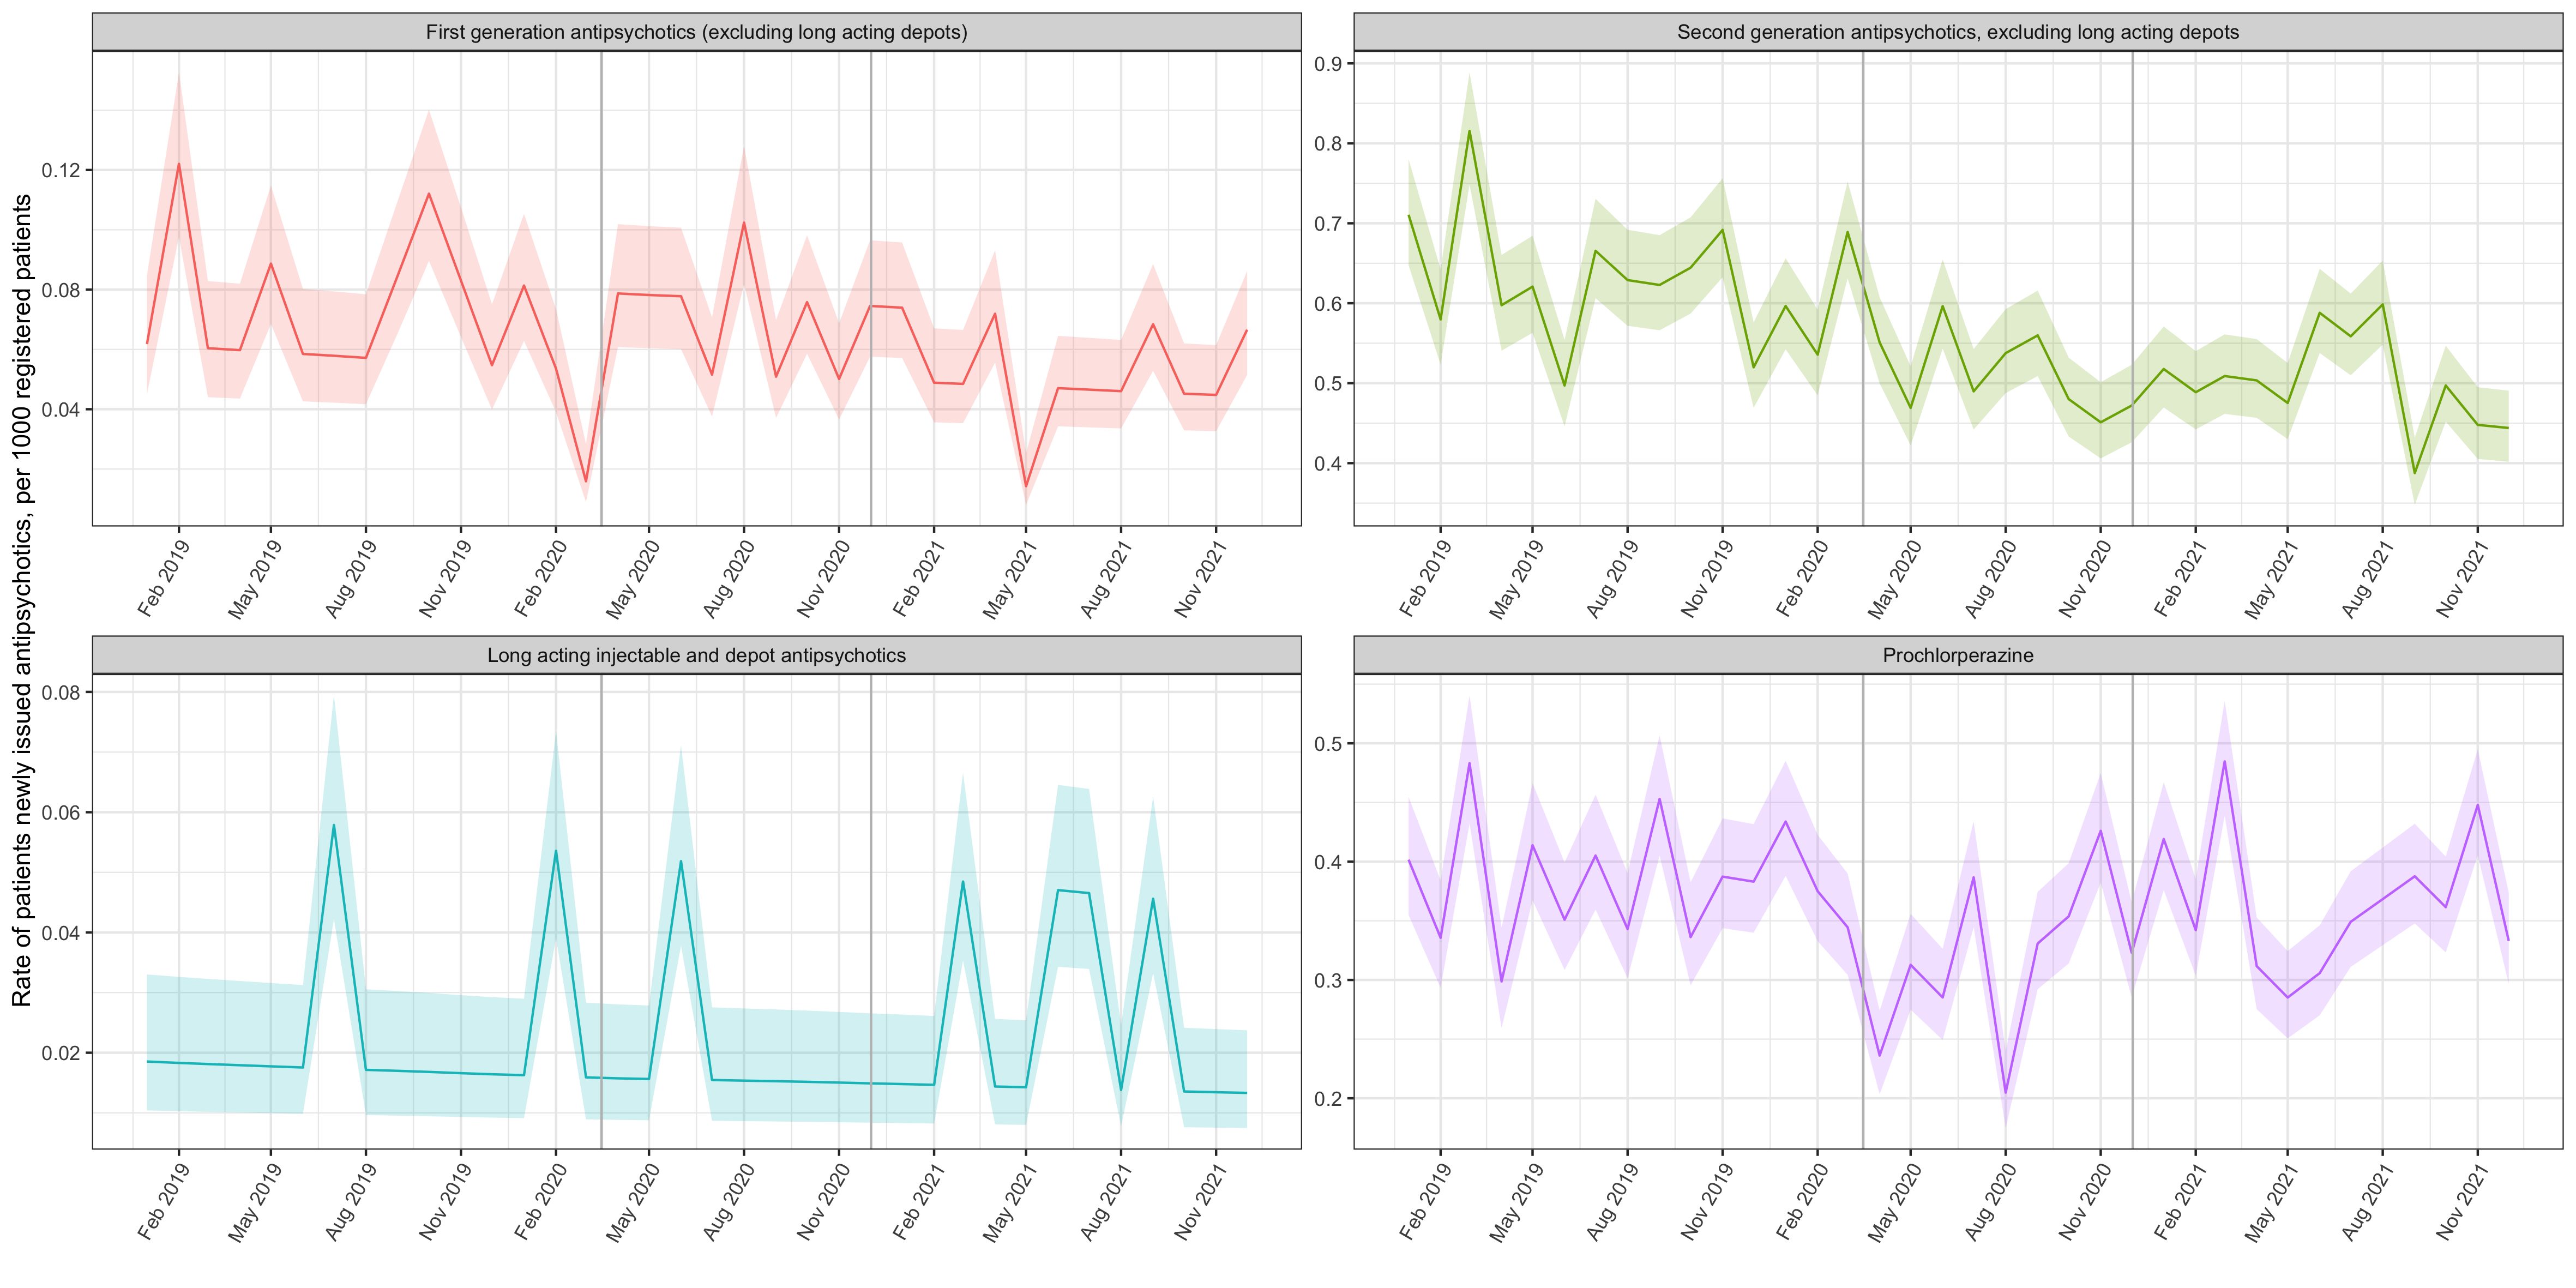 Rate of patients newly issued antipsychotics, per 1000 registered patients
First generation antipsychotics (excluding long acting depots)
0.12
0.08
0.04
Feb 2019
May 2019
Aug 2019
Nov 2019
Feb 2020
May 2020
Aug 2020
Nov 2020
Feb 2021
May 2021
Aug 2021
Nov 2021
Second generation antipsychotics, excluding long acting depots
0.9
0.8
0.7
0.6
0.5
0.4
Feb 2019
May 2019
Aug 2019
Nov 2019
Feb 2020
May 2020
Aug 2020
Nov 2020
Feb 2021
May 2021
Aug 2021
Nov 2021
Long acting injectable and depot antipsychotics
0.08
0.06
0.04
0.02
Feb 2019
May 2019
Aug 2019
Nov 2019
Feb 2020
May 2020
Aug 2020
Nov 2020
Feb 2021
May 2021
Aug 2021
Nov 2021
Prochlorperazine
0.5
0.4
0.3
0.2
Feb 2019
May 2019
Aug 2019
Nov 2019
Feb 2020
May 2020
Aug 2020
Nov 2020
Feb 2021
May 2021
Aug 2021
Nov 2021